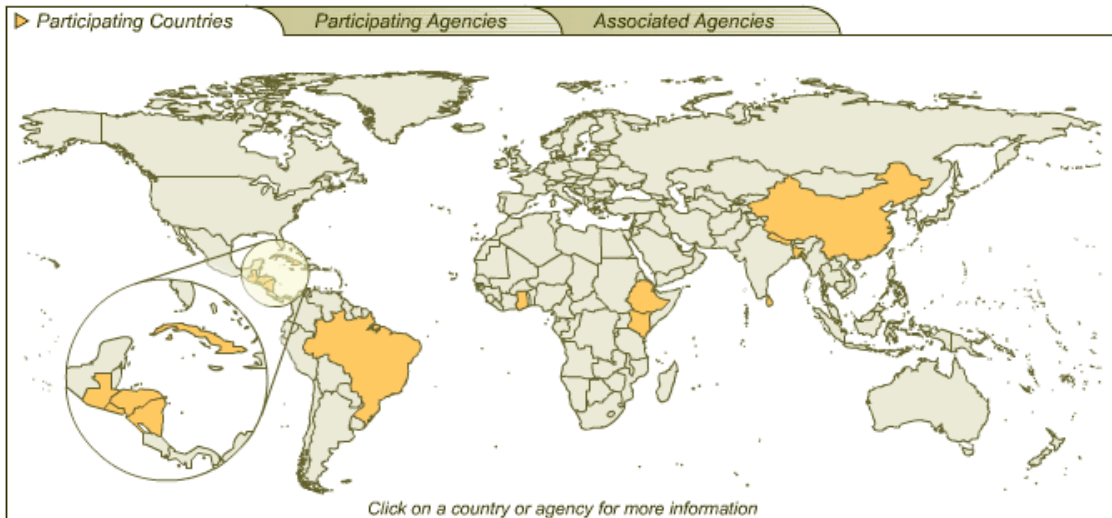 Participating Countries
Participating Agencies
Associated Agencies
Click on a country or agency for more information